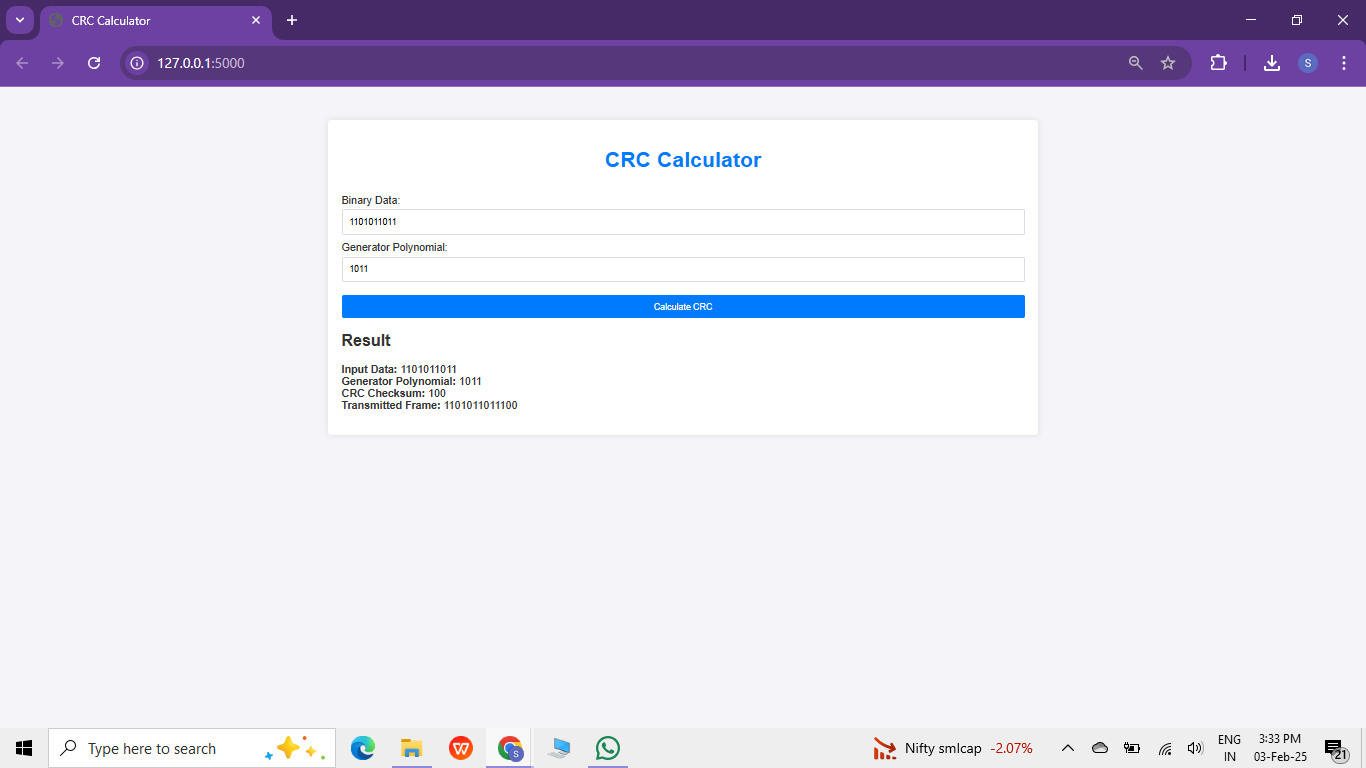 CRC Calculator
127.0.0.1:5000
S
CRC Calculator
Binary Data:
1101011011
Generator Polynomial:
1011
Calculate CRC
Result
Input Data: 1101011011
Generator Polynomial: 1011
CRC Checksum: 100
Transmitted Frame: 1101011011100
Type here to search
W
S
Nifty smlcap -2.07%
ENG
IN
3:33 PM
03-Feb-25
21